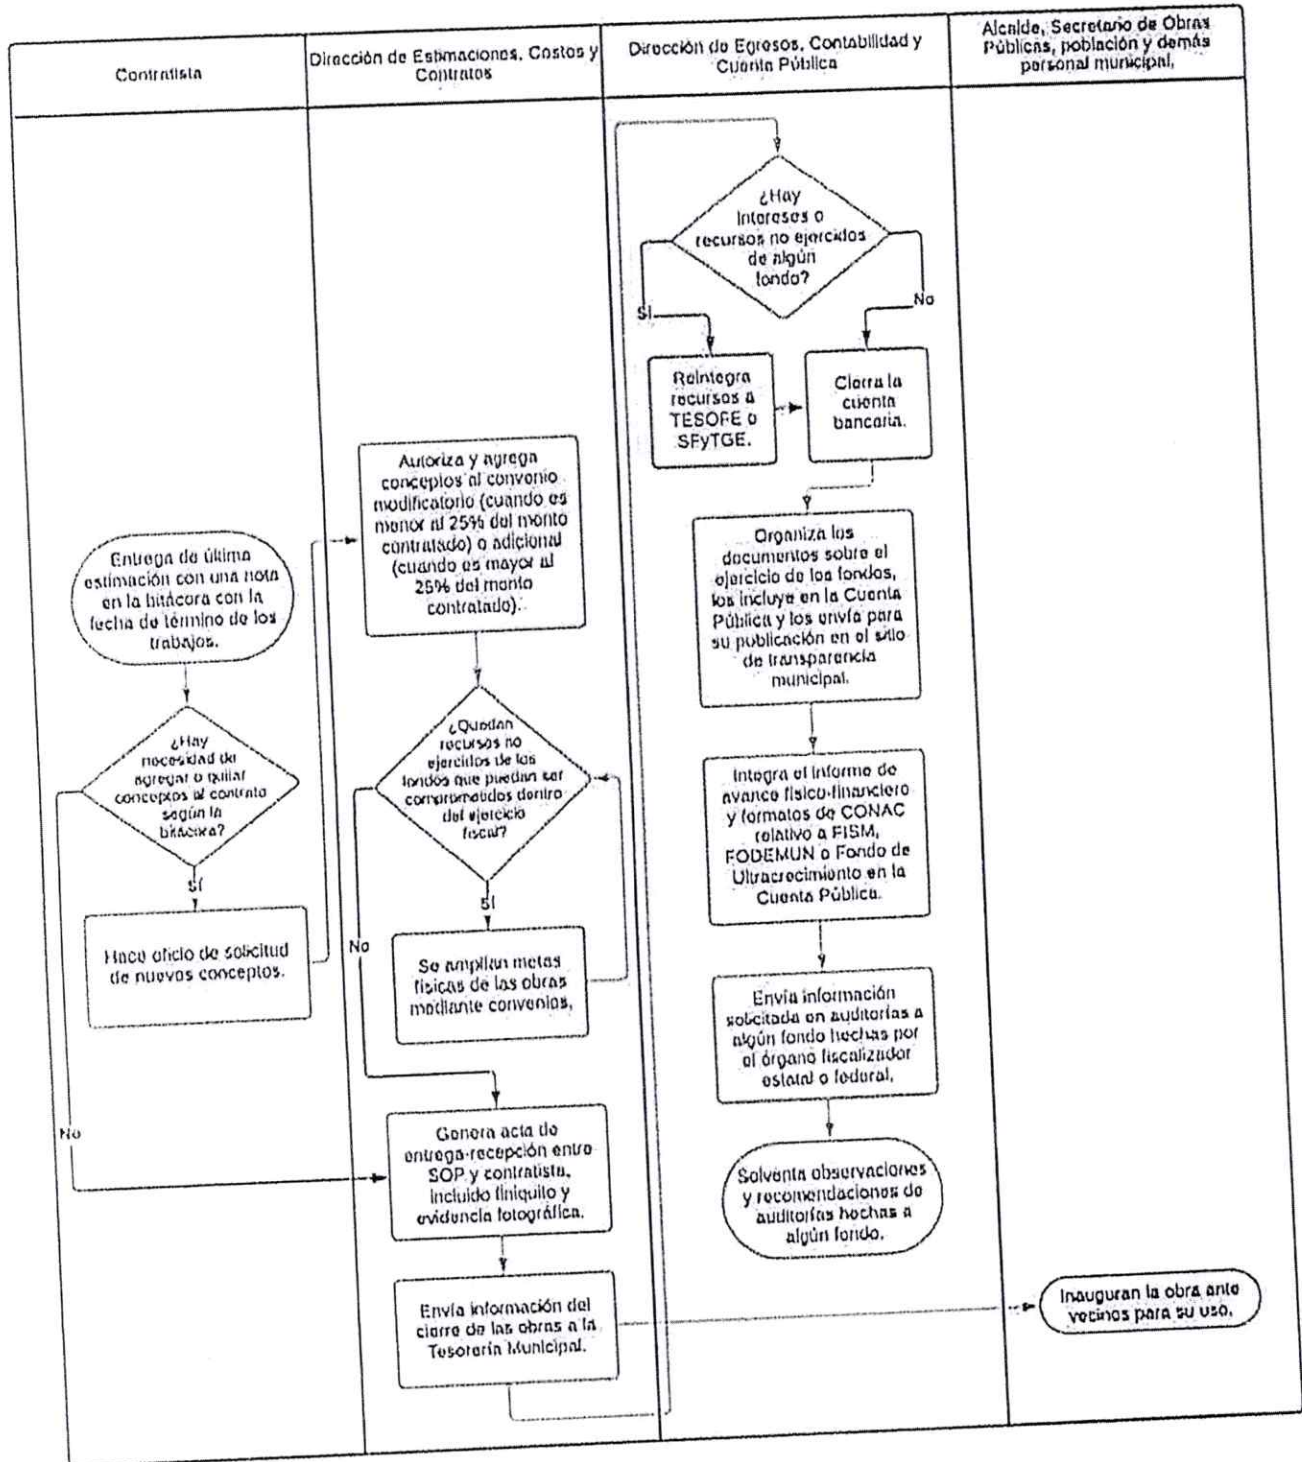 Contratista
Dirección de Estimaciones, Costos y
Contratos
Dirección de Egresos, Contabilidad y
Cuenta Pública
Alcalde, Secretario de Obras
Públicas, población y demás
personal municipal.
Entrega de última
estimación con una nota
en la bitácora con la
fecha de término de los
trabajos.
¿Hay
necesidad de
agregar o quitar
conceptos al contrato
según la
bitácora?
No
Sí
Hace oficio de solicitud
de nuevos conceptos.
Autoriza y agrega
conceptos al convenio
modificatorio (cuando es
menor al 25% del monto
contratado) o adicional
(cuando es mayor al
25% del monto
contratado).
¿Quedan
recursos no
ejercidos de los
fondos que puedan ser
comprometidos dentro
del ejercicio
fiscal?
No
Sí
Se amplían metas
físicas de las obras
mediante convenios.
Genera acta de
entrega-recepción entre
SOP y contratista,
incluido finiquito y
evidencia fotográfica.
Envía información del
cierre de las obras a la
Tesorería Municipal.
¿Hay
Intereses o
recursos no ejercidos
de algún
fondo?
Sí
No
Reintegra
recursos a
TESOFE o
SFyTGE.
Cierra la
cuenta
bancaria.
Organiza los
documentos sobre el
ejercicio de los fondos,
los incluye en la Cuenta
Pública y los envía para
su publicación en el sitio
de transparencia
municipal.
Integra el Informe de
avance físico-financiero
y formatos de CONAC
relativo a FISM,
FODEMUN o Fondo de
Ultracrecimiento en la
Cuenta Pública.
Envía información
solicitada en auditorías a
algún fondo hechas por
el órgano fiscalizador
estatal o federal.
Solventa observaciones
y recomendaciones de
auditorías hechas a
algún fondo.
Inauguran la obra ante
vecinos para su uso.